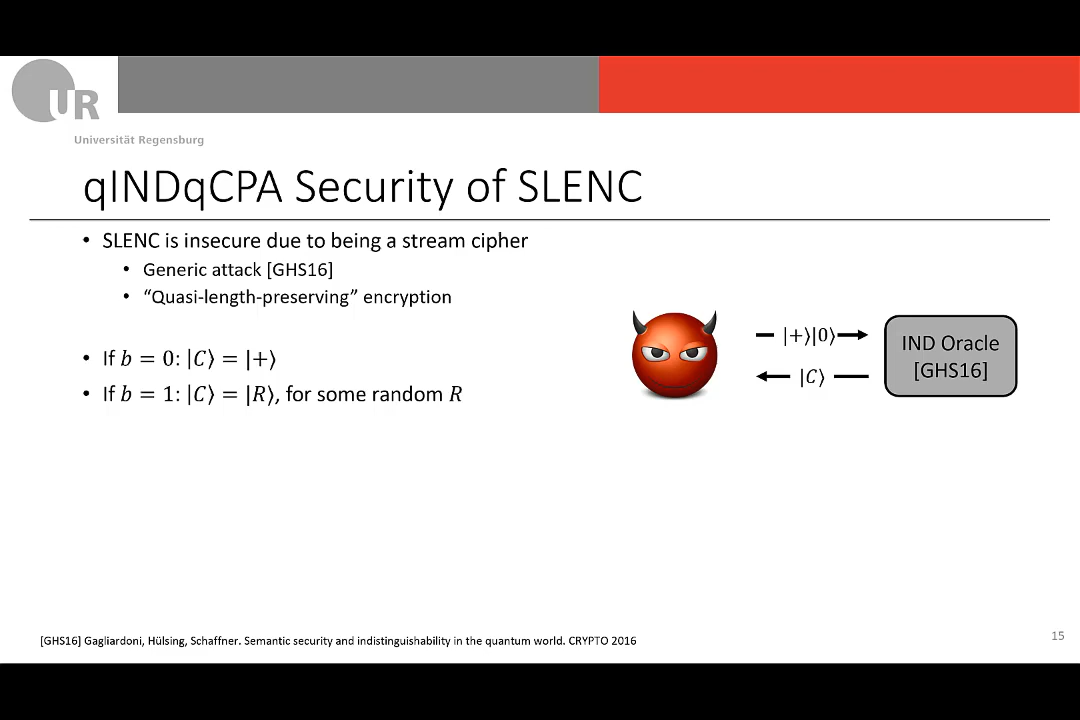 UR
Universität Regensburg
qINDqCPA Security of SLENC
• SLENC is insecure due to being a stream cipher
• Generic attack [GHS16]
• “Quasi-length-preserving” encryption
• If 𝑏 = 0: |𝐶⟩ = |+⟩
• If 𝑏 = 1: |𝐶⟩ = |𝑅⟩, for some random 𝑅
|+⟩|0⟩
|𝐶⟩
IND Oracle
[GHS16]
[GHS16] Gagliardoni, Hülsing, Schaffner. Semantic security and indistinguishability in the quantum world. CRYPTO 2016
15